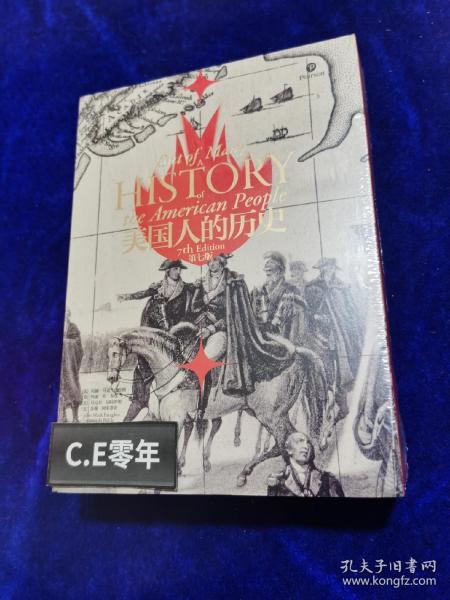 Pearson
Out of Many
A
HISTORY
of
the American People
美国人的历史
7th Edition
第七版
C.E零年
孔夫子旧书网
www.kongfz.com